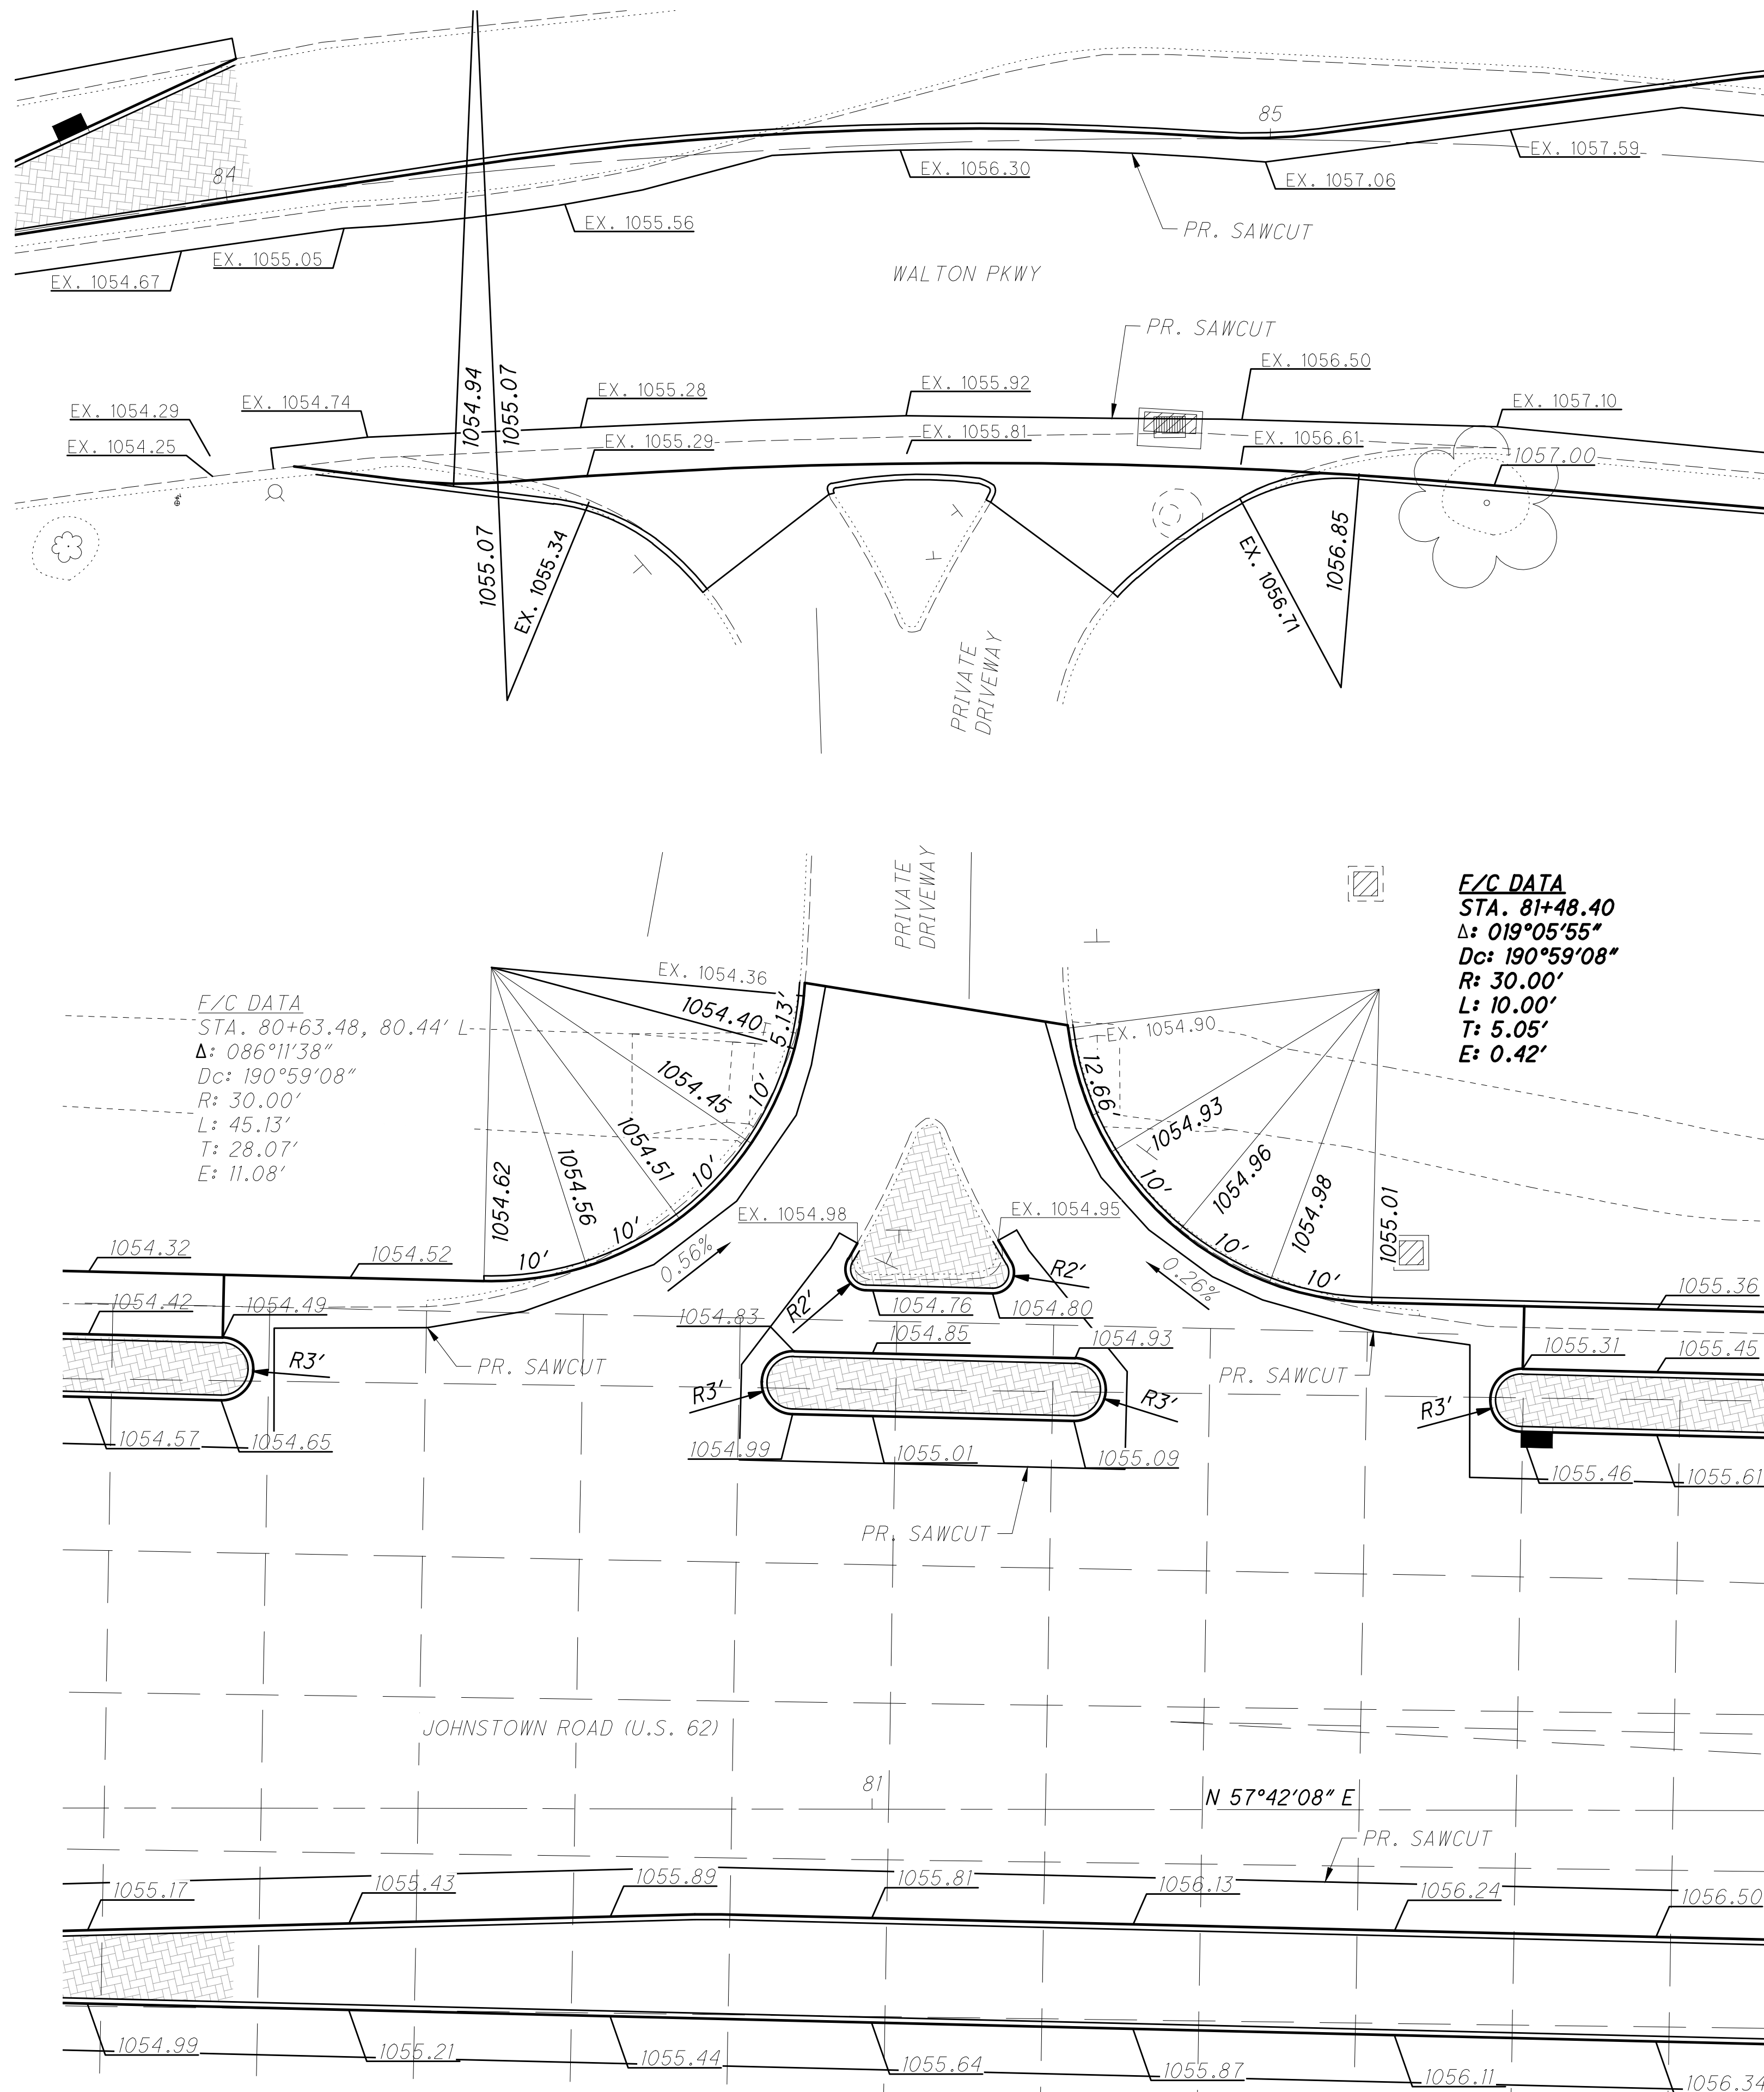 85
EX. 1057.59
84
EX. 1056.30
EX. 1057.06
EX. 1055.56
PR. SAWCUT
EX. 1055.05
EX. 1054.67
WALTON PKWY
PR. SAWCUT
EX. 1056.50
1054.94
1055.07
EX. 1055.28
EX. 1055.92
EX. 1054.29
EX. 1054.74
EX. 1057.10
EX. 1054.25
EX. 1055.29
EX. 1055.81
EX. 1056.61
1057.00
1055.07
EX. 1055.34
EX. 1056.71
1056.85
PRIVATE
DRIVEWAY
PRIVATE
DRIVEWAY
F/C DATA
STA. 81+48.40
Δ: 019°05'55"
Dc: 190°59'08"
R: 30.00'
L: 10.00'
T: 5.05'
E: 0.42'
F/C DATA
STA. 80+63.48, 80.44' L
Δ: 086°11'38"
Dc: 190°59'08"
R: 30.00'
L: 45.13'
T: 28.07'
E: 11.08'
EX. 1054.36
1054.40
5.13'
1054.45
10'
1054.51
10'
1054.56
10'
1054.62
10'
EX. 1054.90
12.66'
1054.93
10'
1054.96
10'
1054.98
10'
1055.01
EX. 1054.98
EX. 1054.95
1054.32
1054.52
0.56%
R2'
R2'
0.26%
1055.36
1054.42
1054.49
1054.83
1054.76
1054.80
1054.85
1054.93
1055.31
1055.45
R3'
PR. SAWCUT
R3'
R3'
PR. SAWCUT
R3'
1054.57
1054.65
1054.99
1055.01
1055.09
1055.46
1055.61
PR. SAWCUT
JOHNSTOWN ROAD (U.S. 62)
81
N 57°42'08" E
PR. SAWCUT
1055.17
1055.43
1055.89
1055.81
1056.13
1056.24
1056.50
1054.99
1055.21
1055.44
1055.64
1055.87
1056.11
1056.34